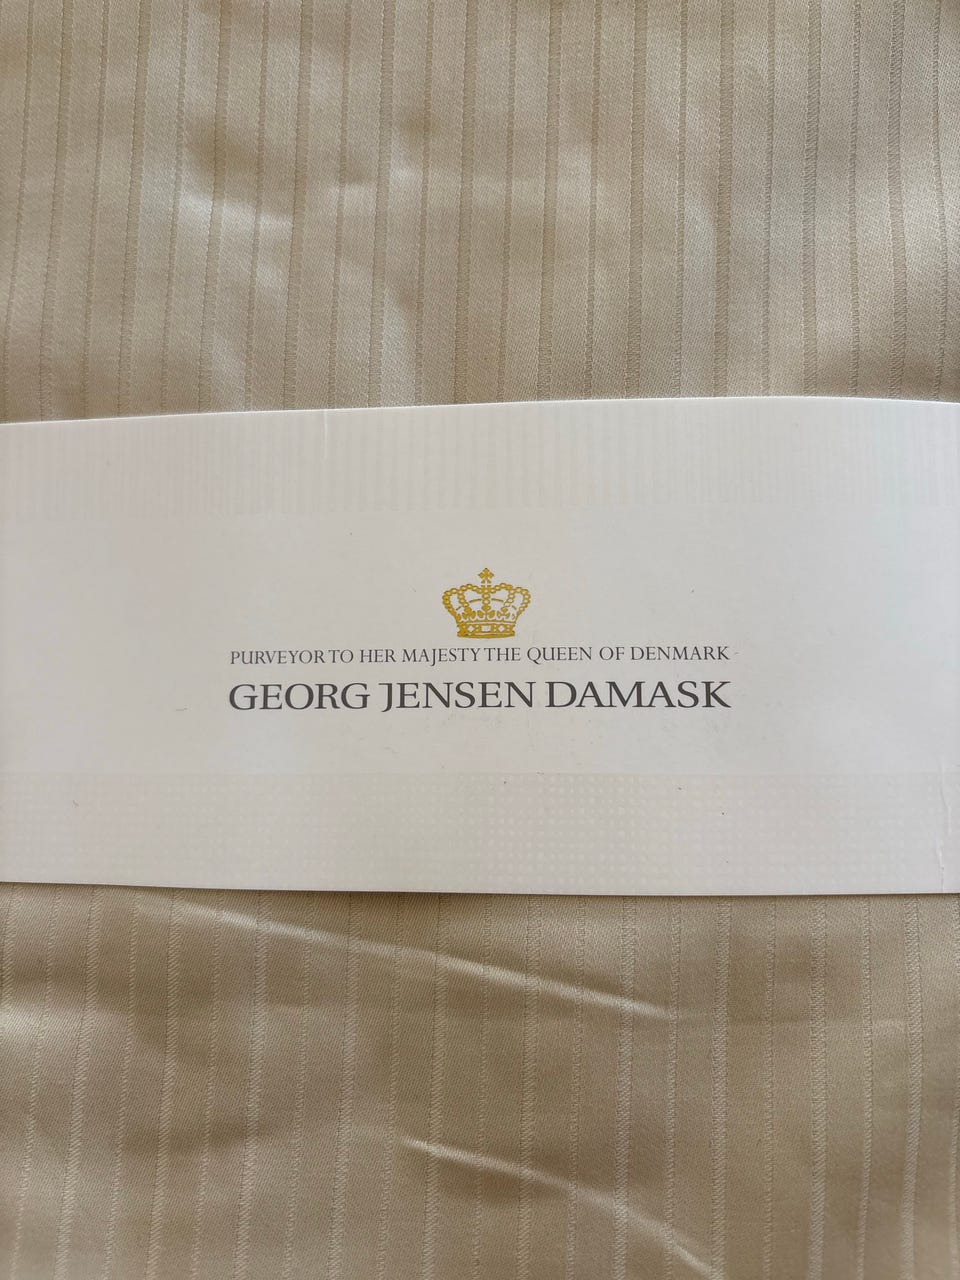 PURVEYOR TO HER MAJESTY THE QUEEN OF DENMARK
GEORG JENSEN DAMASK